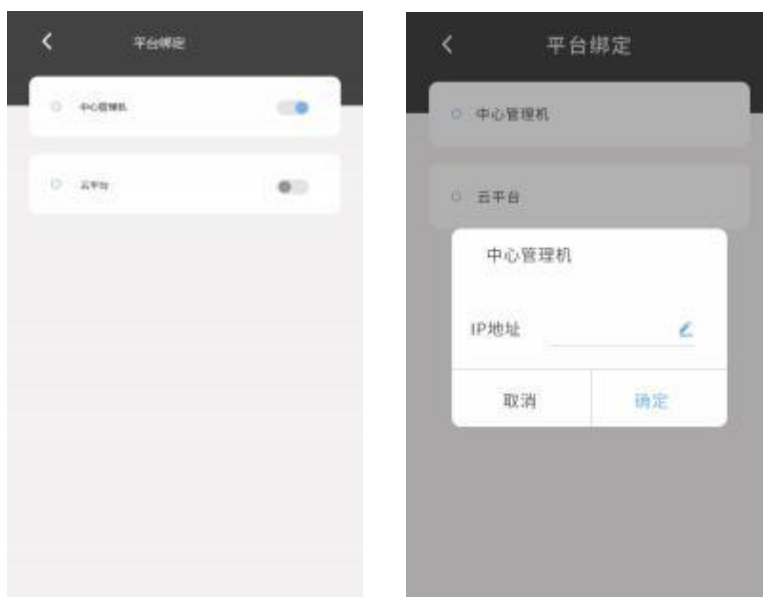 平台绑定
中心管理机
云平台
平台绑定
中心管理机
云平台
中心管理机
IP地址
取消
确定